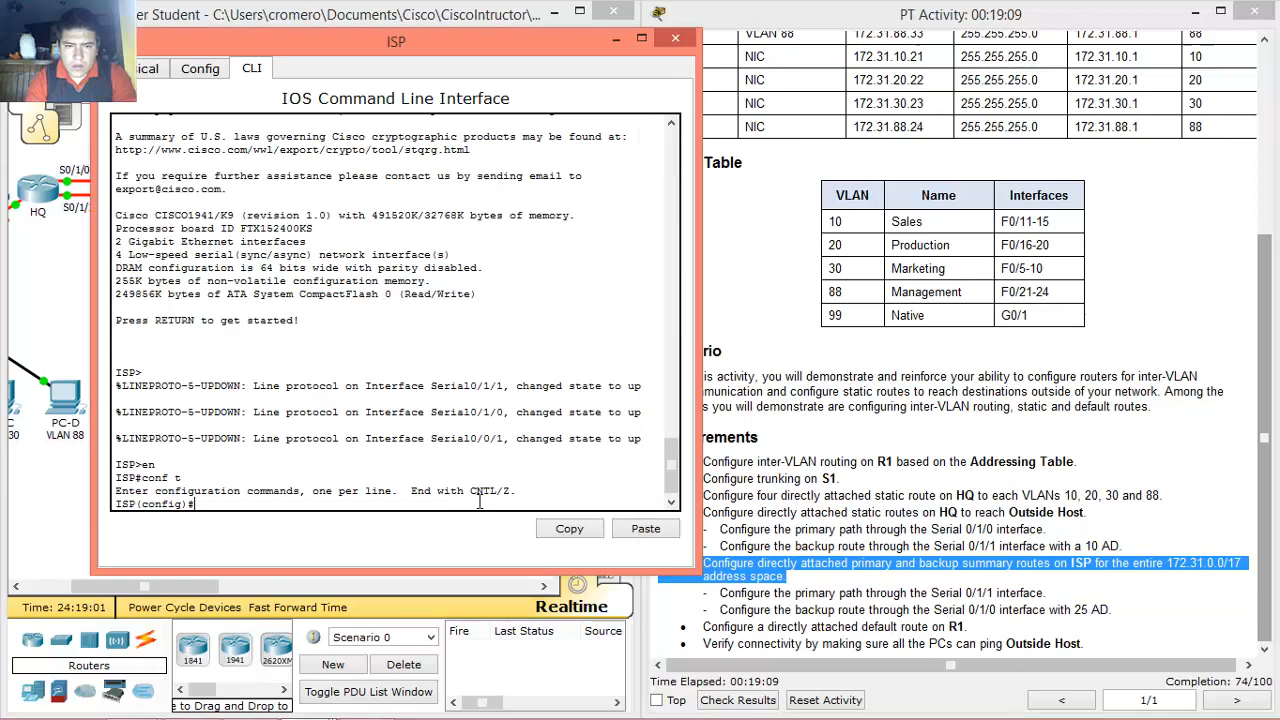 er Student - C:\Users\cromero\Documents\Cisco\CiscoIntructor\
PT Activity: 00:19:09
ISP
ical
Config
CLI
IOS Command Line Interface
A summary of U.S. laws governing Cisco cryptographic products may be found at:
http://www.cisco.com/wwl/export/crypto/tool/stqrg.html
If you require further assistance please contact us by sending email to
export@cisco.com.
Cisco CISCO1941/K9 (revision 1.0) with 491520K/32768K bytes of memory.
Processor board ID FTX152400KS
2 Gigabit Ethernet interfaces
4 Low-speed serial(sync/async) network interface(s)
DRAM configuration is 64 bits wide with parity disabled.
255K bytes of non-volatile configuration memory.
249856K bytes of ATA System CompactFlash 0 (Read/Write)
Press RETURN to get started!
ISP>
%LINEPROTO-5-UPDOWN: Line protocol on Interface Serial0/1/1, changed state to up
%LINEPROTO-5-UPDOWN: Line protocol on Interface Serial0/1/0, changed state to up
%LINEPROTO-5-UPDOWN: Line protocol on Interface Serial0/0/1, changed state to up
ISP>en
ISP#conf t
Enter configuration commands, one per line.  End with CNTL/Z.
ISP(config)#
Copy
Paste
S0/1/0
HQ
S0/1/
C
30
PC-D
VLAN 88
VLAN 88 172.31.88.33 255.255.255.0 172.31.88.1 88
NIC 172.31.10.21 255.255.255.0 172.31.10.1 10
NIC 172.31.20.22 255.255.255.0 172.31.20.1 20
NIC 172.31.30.23 255.255.255.0 172.31.30.1 30
NIC 172.31.88.24 255.255.255.0 172.31.88.1 88
Table
VLAN Name Interfaces
10 Sales F0/11-15
20 Production F0/16-20
30 Marketing F0/5-10
88 Management F0/21-24
99 Native G0/1
rio
is activity, you will demonstrate and reinforce your ability to configure routers for inter-VLAN
mmunication and configure static routes to reach destinations outside of your network. Among the
s you will demonstrate are configuring inter-VLAN routing, static and default routes.
rements
Configure inter-VLAN routing on R1 based on the Addressing Table.
Configure trunking on S1.
Configure four directly attached static route on HQ to each VLANs 10, 20, 30 and 88.
Configure directly attached static routes on HQ to reach Outside Host.
- Configure the primary path through the Serial 0/1/0 interface.
- Configure the backup route through the Serial 0/1/1 interface with a 10 AD.
Configure directly attached primary and backup summary routes on ISP for the entire 172.31.0.0/17
address space.
- Configure the primary path through the Serial 0/1/1 interface.
- Configure the backup route through the Serial 0/1/0 interface with 25 AD.
• Configure a directly attached default route on R1.
• Verify connectivity by making sure all the PCs can ping Outside Host.
Time: 24:19:01 Power Cycle Devices Fast Forward Time Realtime
Routers
1841
1941
2620XM
e to Drag and Drop to
Scenario 0
New
Delete
Toggle PDU List Window
Fire Last Status Source
Time Elapsed: 00:19:09
Completion: 74/100
Top
Check Results
Reset Activity
<
1/1
>